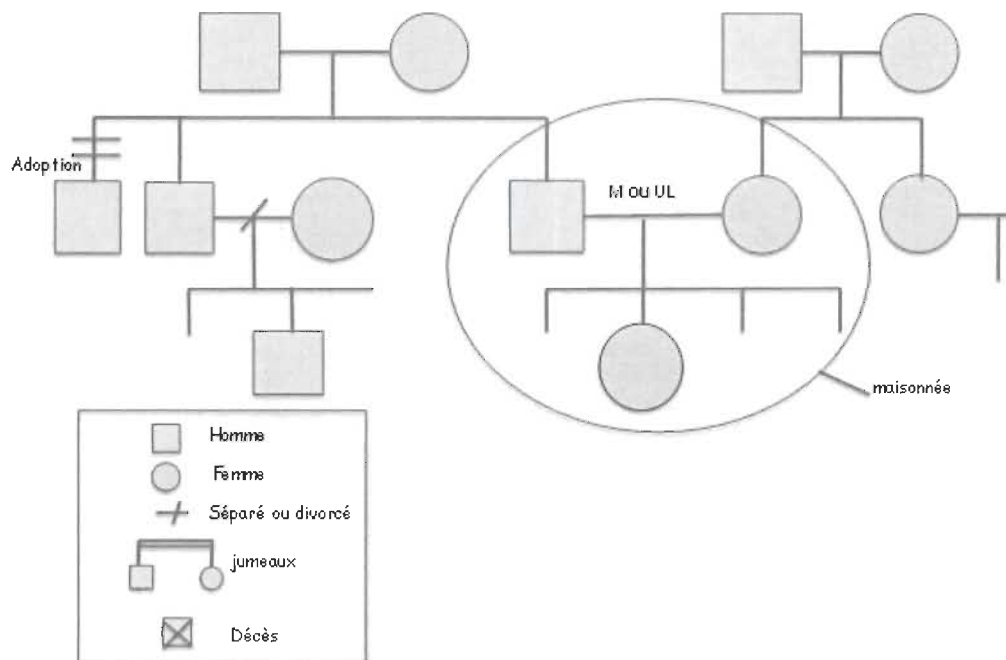 Adoption
M ou UL
maisonnée
Homme
Femme
Séparé ou divorcé
jumeaux
Décès